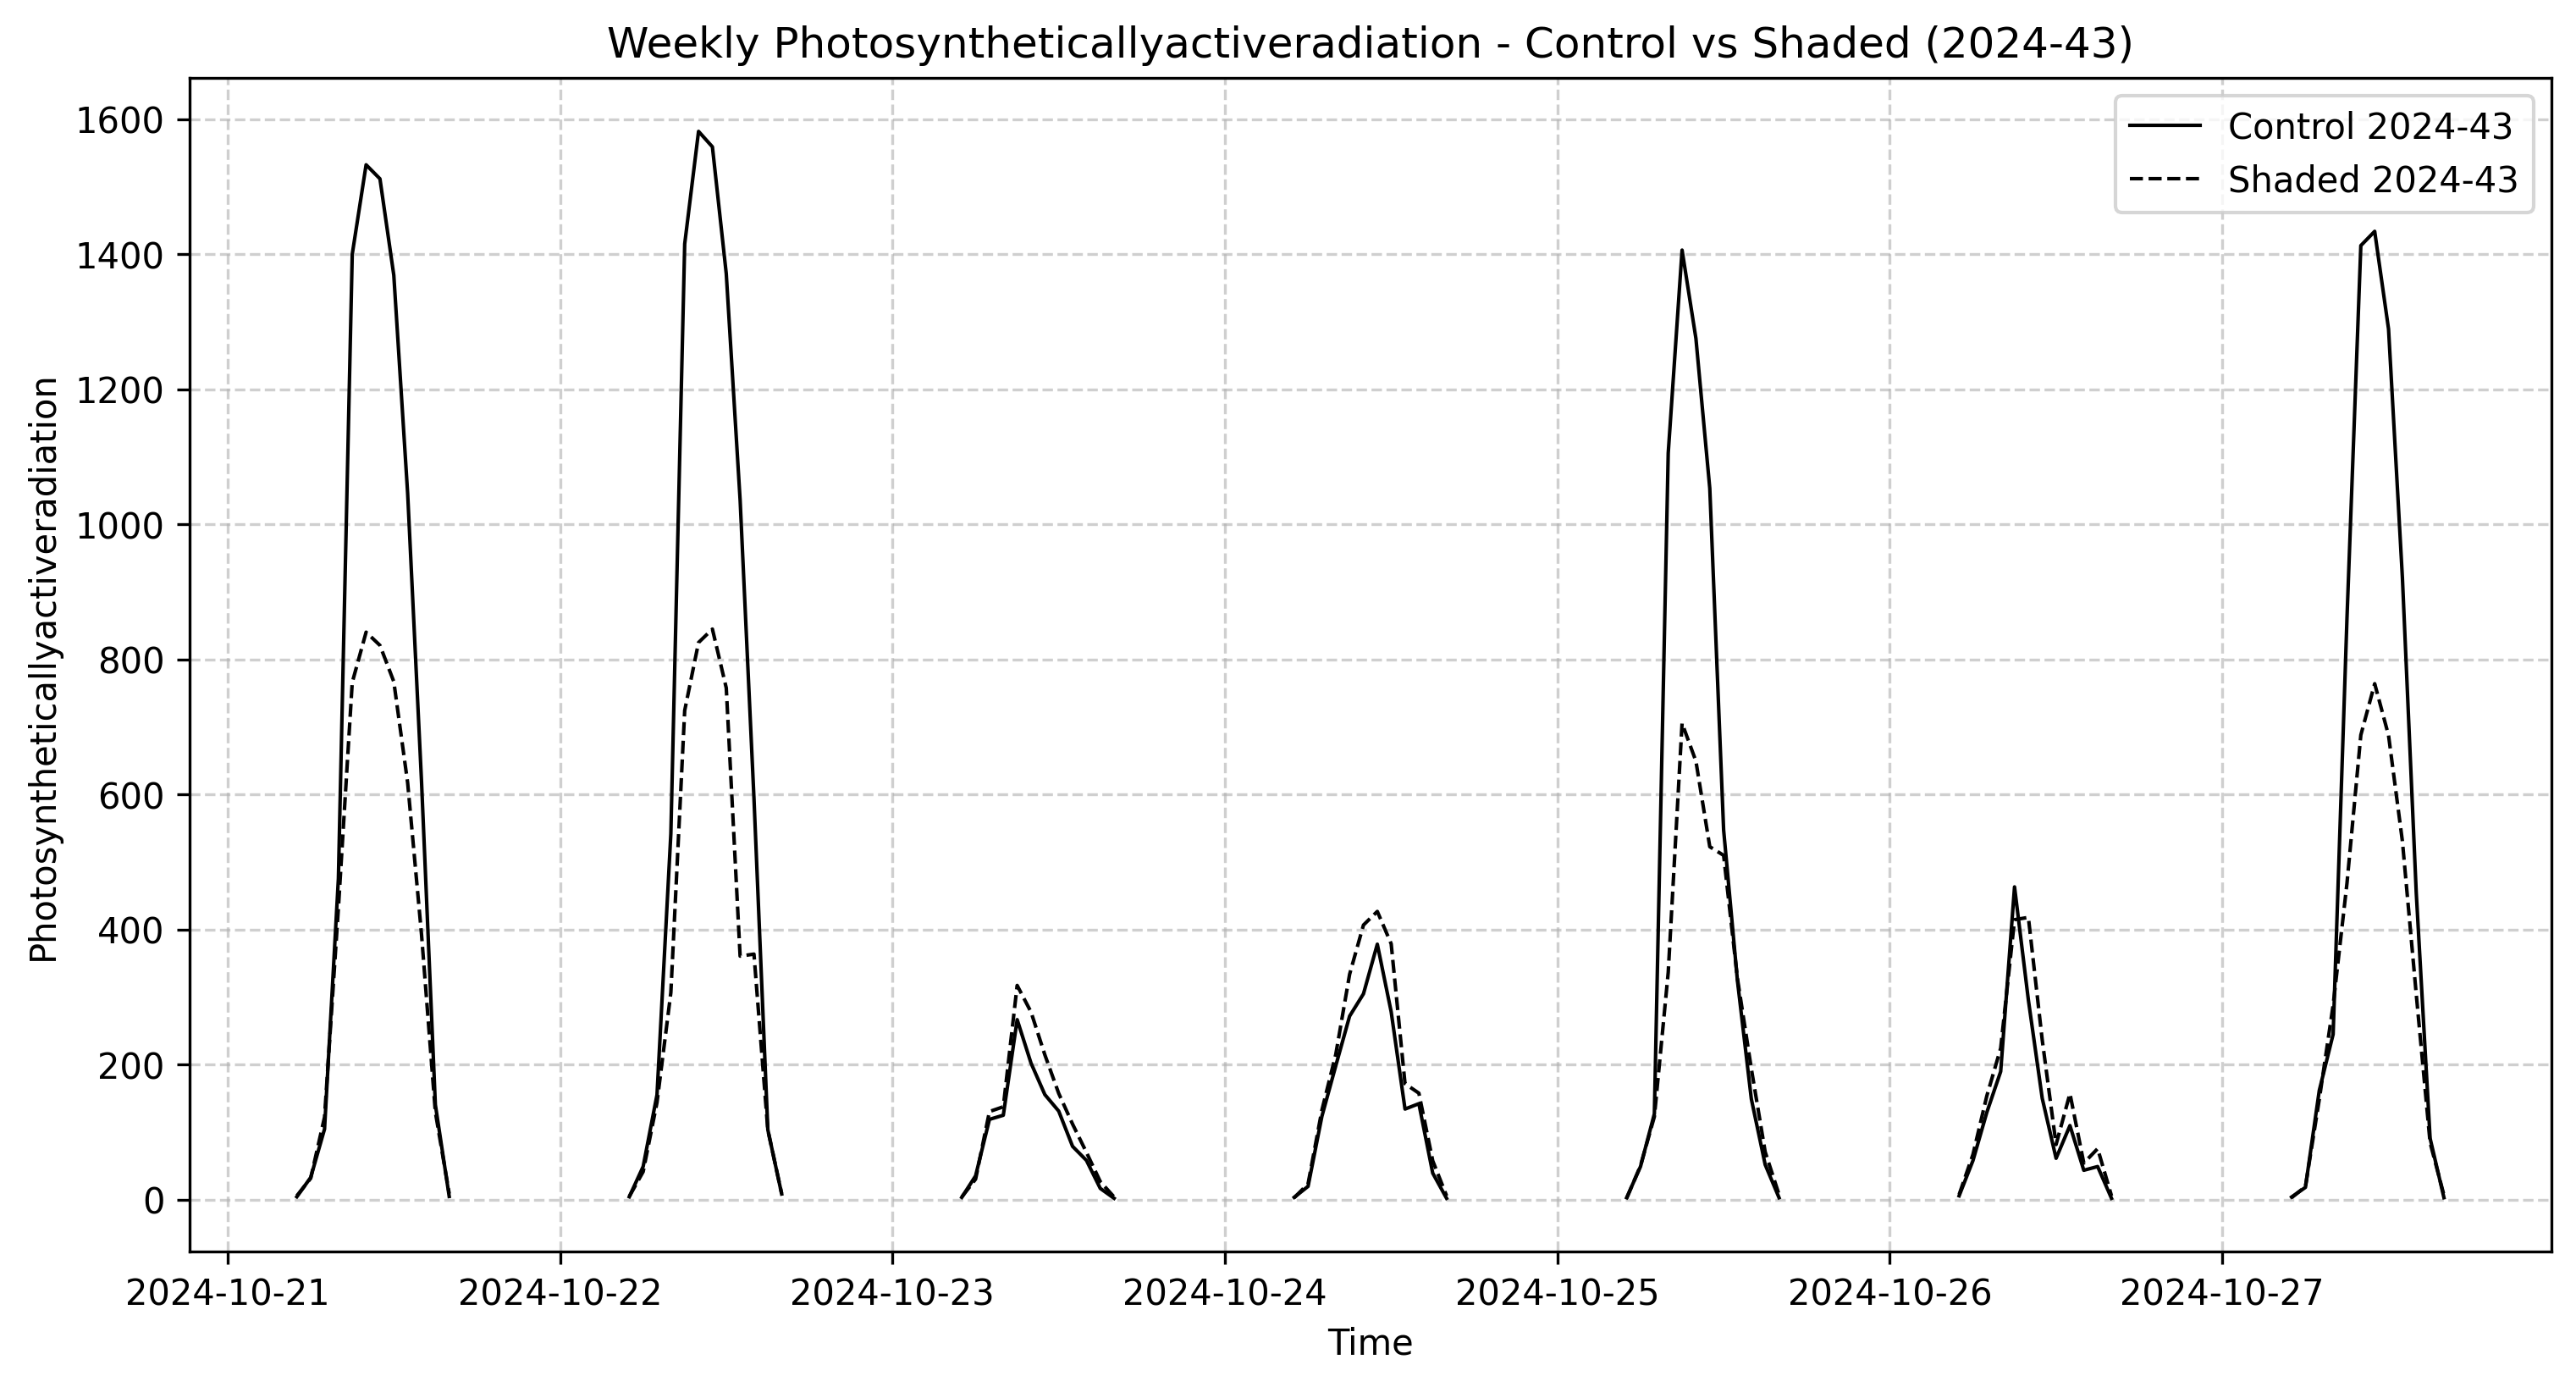 Weekly Photosyntheticallyactiveradiation - Control vs Shaded (2024-43)
Control 2024-43
Shaded 2024-43
Photosyntheticallyactiveradiation
1600
1400
1200
1000
800
600
400
200
0
2024-10-21 2024-10-22 2024-10-23 2024-10-24 2024-10-25 2024-10-26 2024-10-27
Time